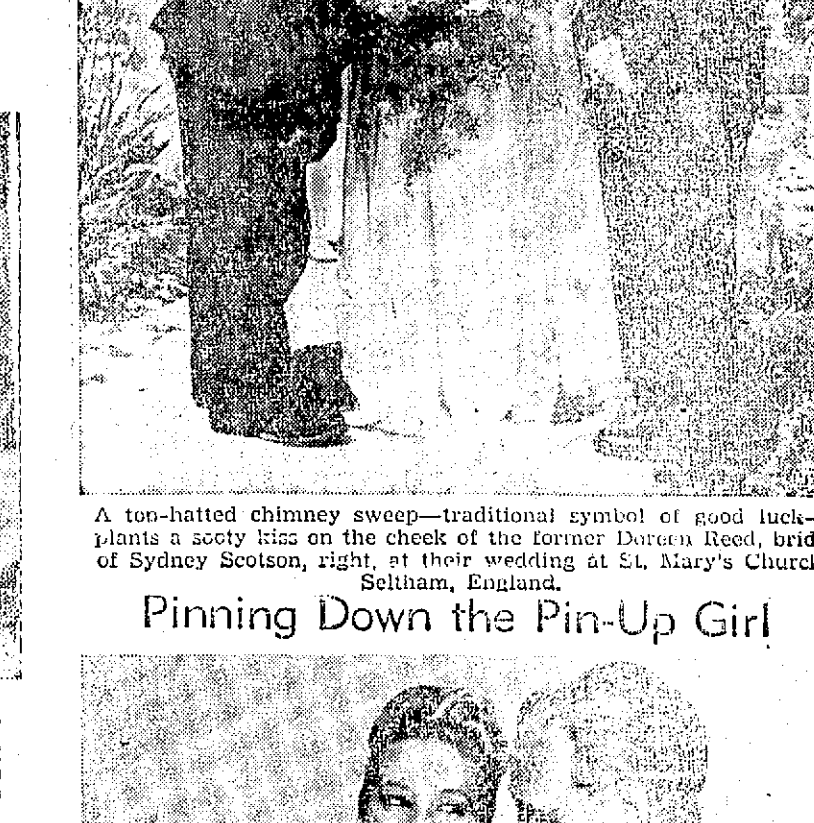 A top-hatted chimney sweep—traditional symbol of good luck—
plants a sooty kiss on the cheek of the former Doreen Reed, brid
of Sydney Scotson, right, at their wedding at St. Mary's Churcl
Seltham, England.
Pinning Down the Pin-Up Girl